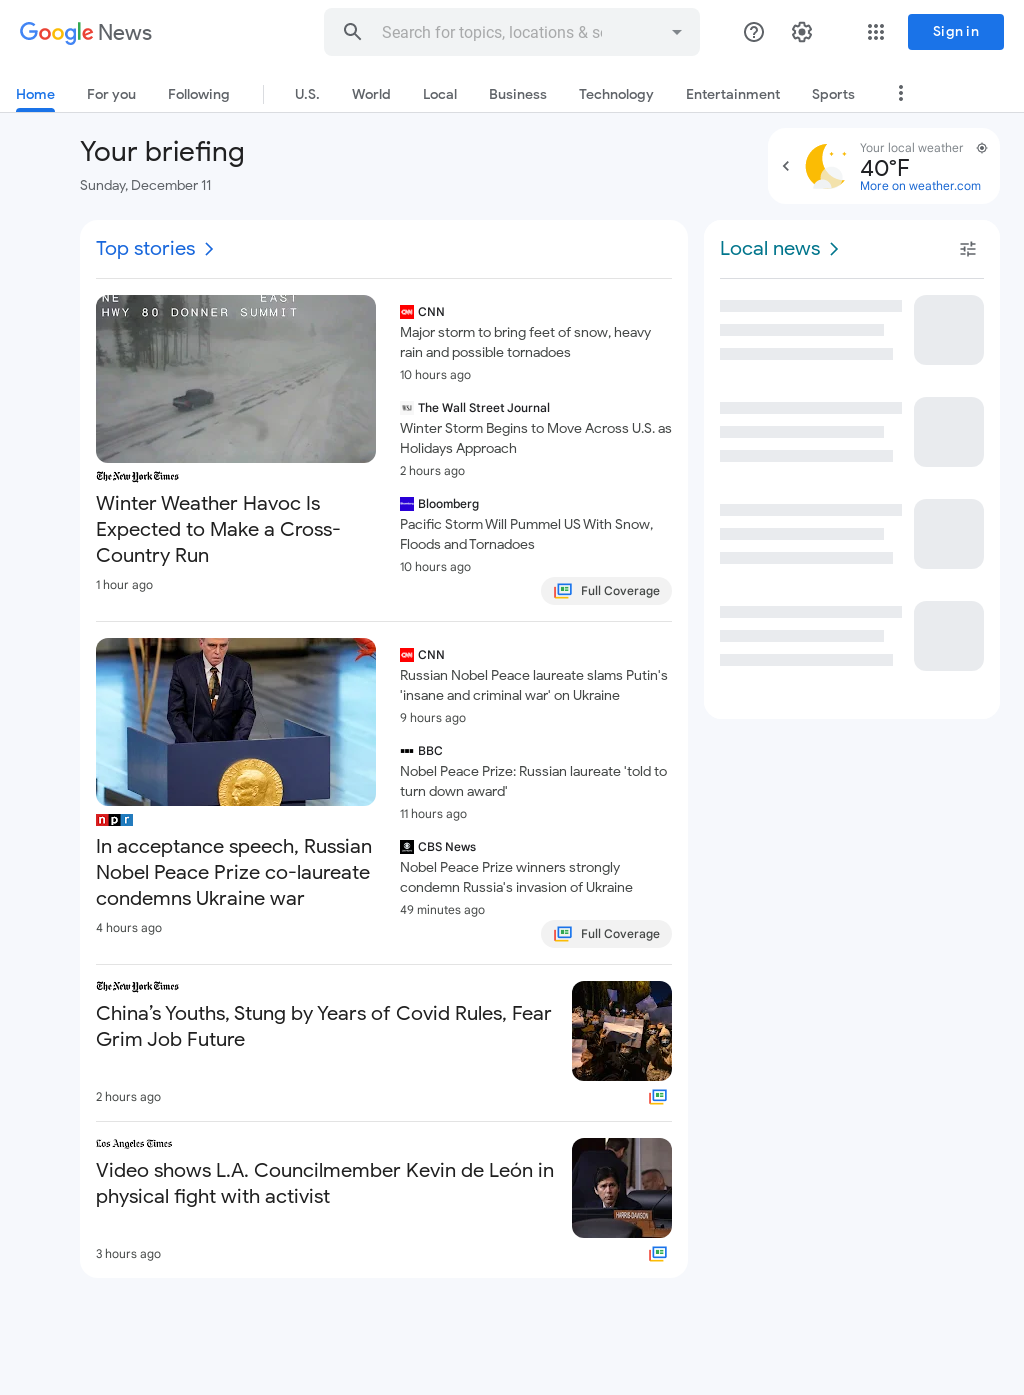 Google News
Search for topics, locations & so
Sign in
Home
For you
Following
U.S.
World
Local
Business
Technology
Entertainment
Sports
Your briefing
Sunday, December 11
Your local weather
40°F
More on weather.com
Top stories
NE EAST
HWY 80 DONNER SUMMIT
The New York Times
Winter Weather Havoc Is
Expected to Make a Cross-
Country Run
1 hour ago
CNN
CNN
Major storm to bring feet of snow, heavy
rain and possible tornadoes
10 hours ago
WSJ
The Wall Street Journal
Winter Storm Begins to Move Across U.S. as
Holidays Approach
2 hours ago
Bloomberg
Pacific Storm Will Pummel US With Snow,
Floods and Tornadoes
10 hours ago
Full Coverage
npr
In acceptance speech, Russian
Nobel Peace Prize co-laureate
condemns Ukraine war
4 hours ago
CNN
CNN
Russian Nobel Peace laureate slams Putin's
'insane and criminal war' on Ukraine
9 hours ago
BBC
Nobel Peace Prize: Russian laureate 'told to
turn down award'
11 hours ago
CBS News
Nobel Peace Prize winners strongly
condemn Russia's invasion of Ukraine
49 minutes ago
Full Coverage
The New York Times
China’s Youths, Stung by Years of Covid Rules, Fear
Grim Job Future
2 hours ago
Los Angeles Times
Video shows L.A. Councilmember Kevin de León in
physical fight with activist
HARRIS-DAWSON
3 hours ago
Local news